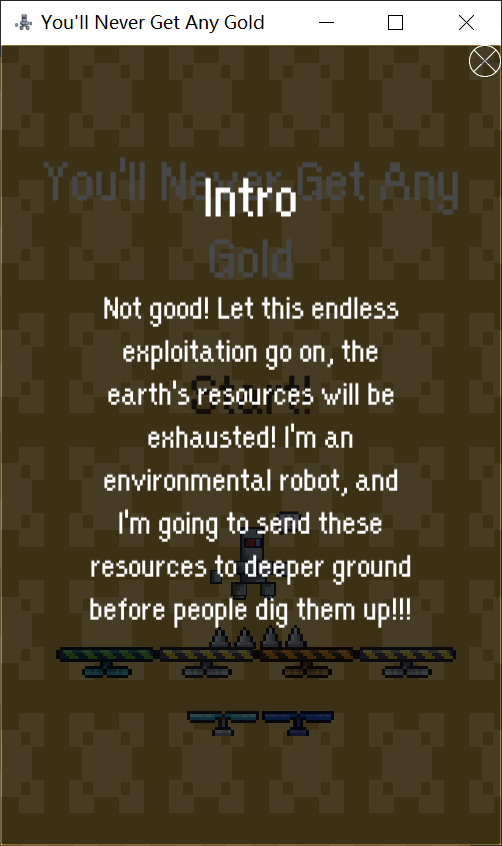 You'll Never Get Any Gold
You'll Never Get Any
Intro
Gold
Not good! Let this endless
exploitation go on, the
earth's resources will be
Start!
exhausted! I'm an
environmental robot, and
I'm going to send these
resources to deeper ground
before people dig them up!!!